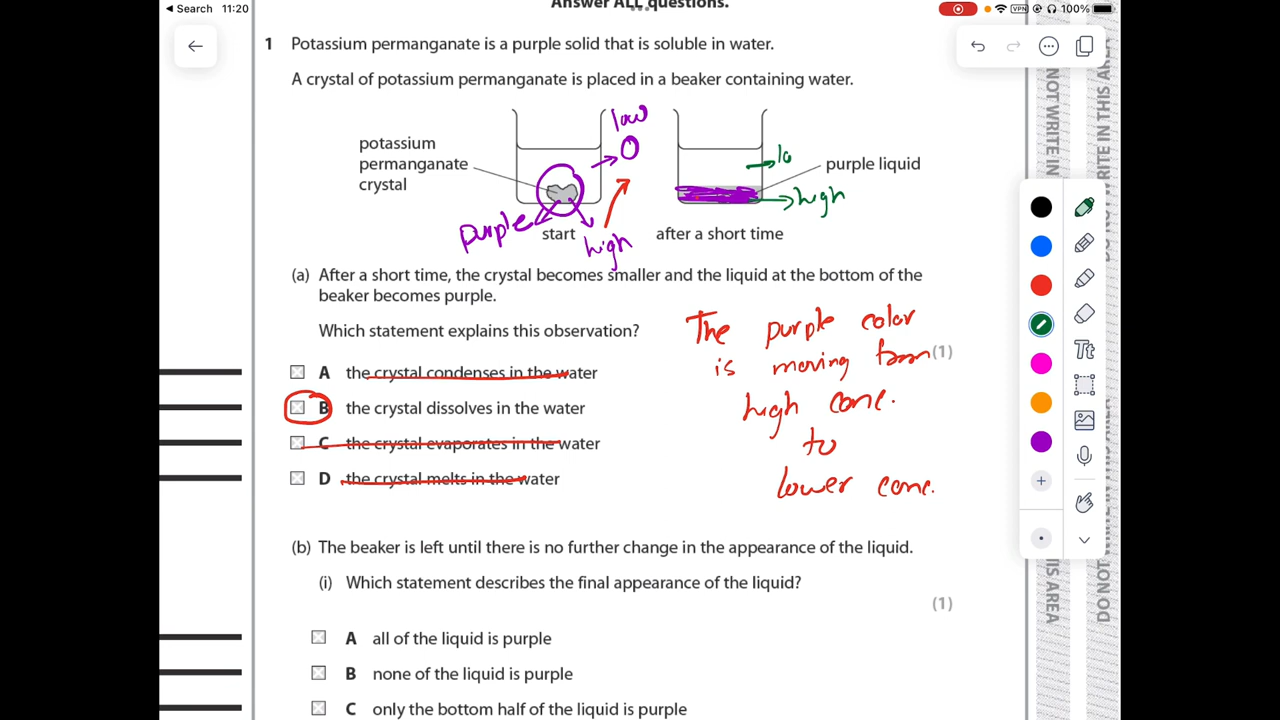 Search 11:20
Answer ALL questions.
VPN
100%
1 Potassium permanganate is a purple solid that is soluble in water.
A crystal of potassium permanganate is placed in a beaker containing water.
low
0
potassium
permanganate
crystal
lo
purple liquid
high
purple
high
start
after a short time
(a) After a short time, the crystal becomes smaller and the liquid at the bottom of the
beaker becomes purple.
Which statement explains this observation?
(1)
A the crystal condenses in the water
B the crystal dissolves in the water
C the crystal evaporates in the water
D the crystal melts in the water
The purple color
is moving from
high conc.
to
lower conc.
(b) The beaker is left until there is no further change in the appearance of the liquid.
(i) Which statement describes the final appearance of the liquid?
(1)
A all of the liquid is purple
B none of the liquid is purple
C only the bottom half of the liquid is purple
NOT WRITE IN
HIS AREA
RITE IN THIS AREA
DO NOT
Tt